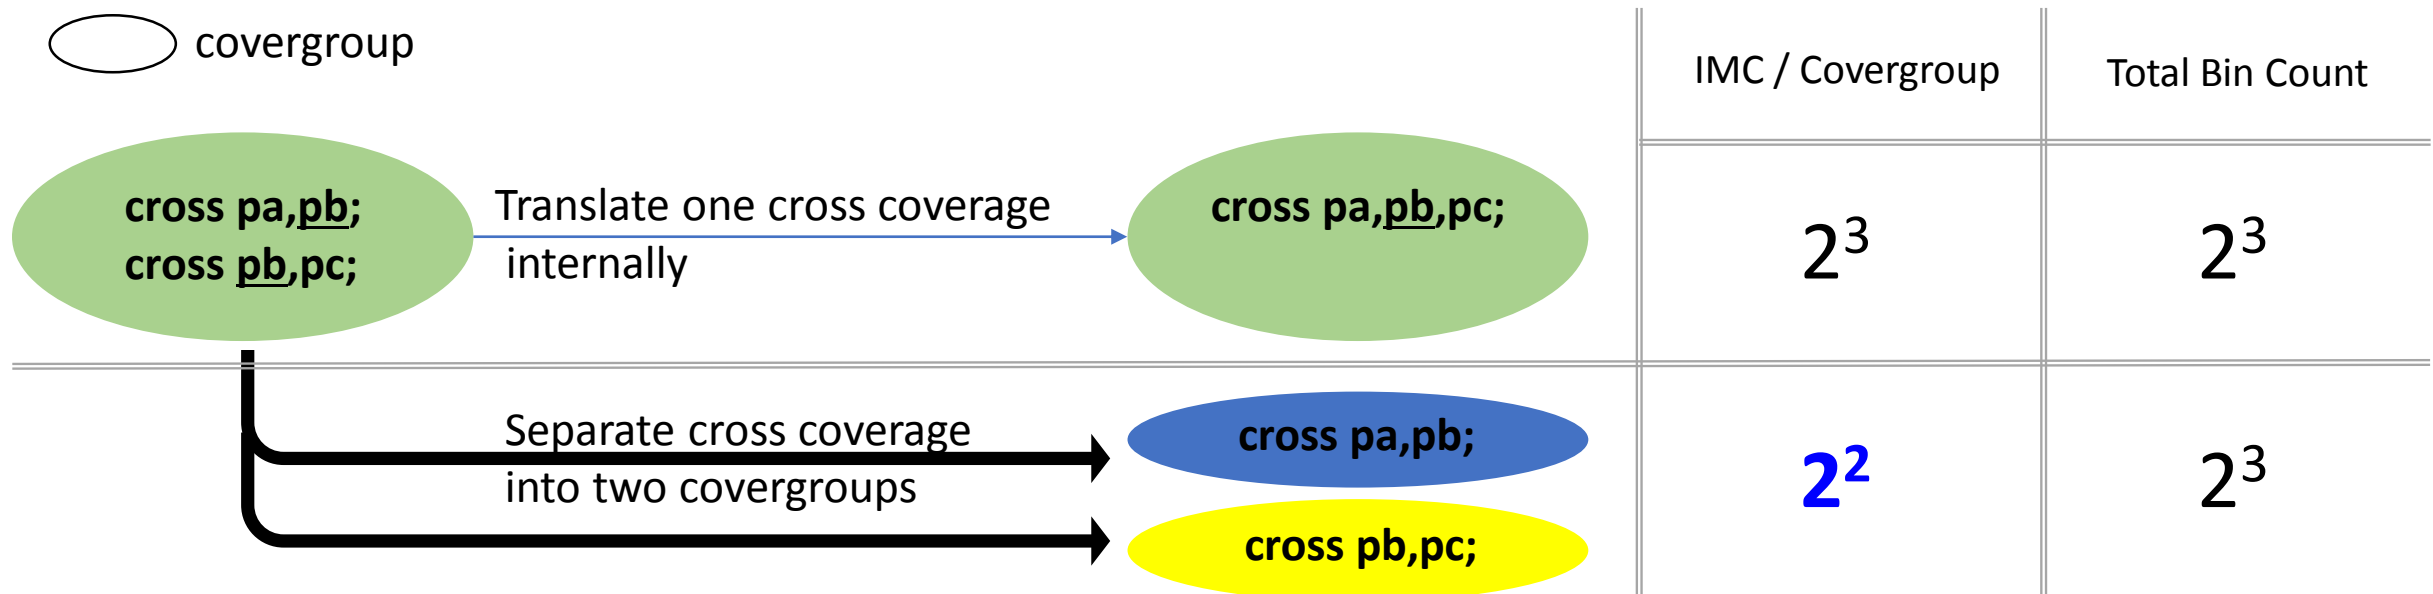 covergroup
IMC / Covergroup
Total Bin Count
cross pa,pb;
cross pb,pc;
Translate one cross coverage
internally
cross pa,pb,pc;
2³
2³
Separate cross coverage
into two covergroups
cross pa,pb;
cross pb,pc;
2²
2³